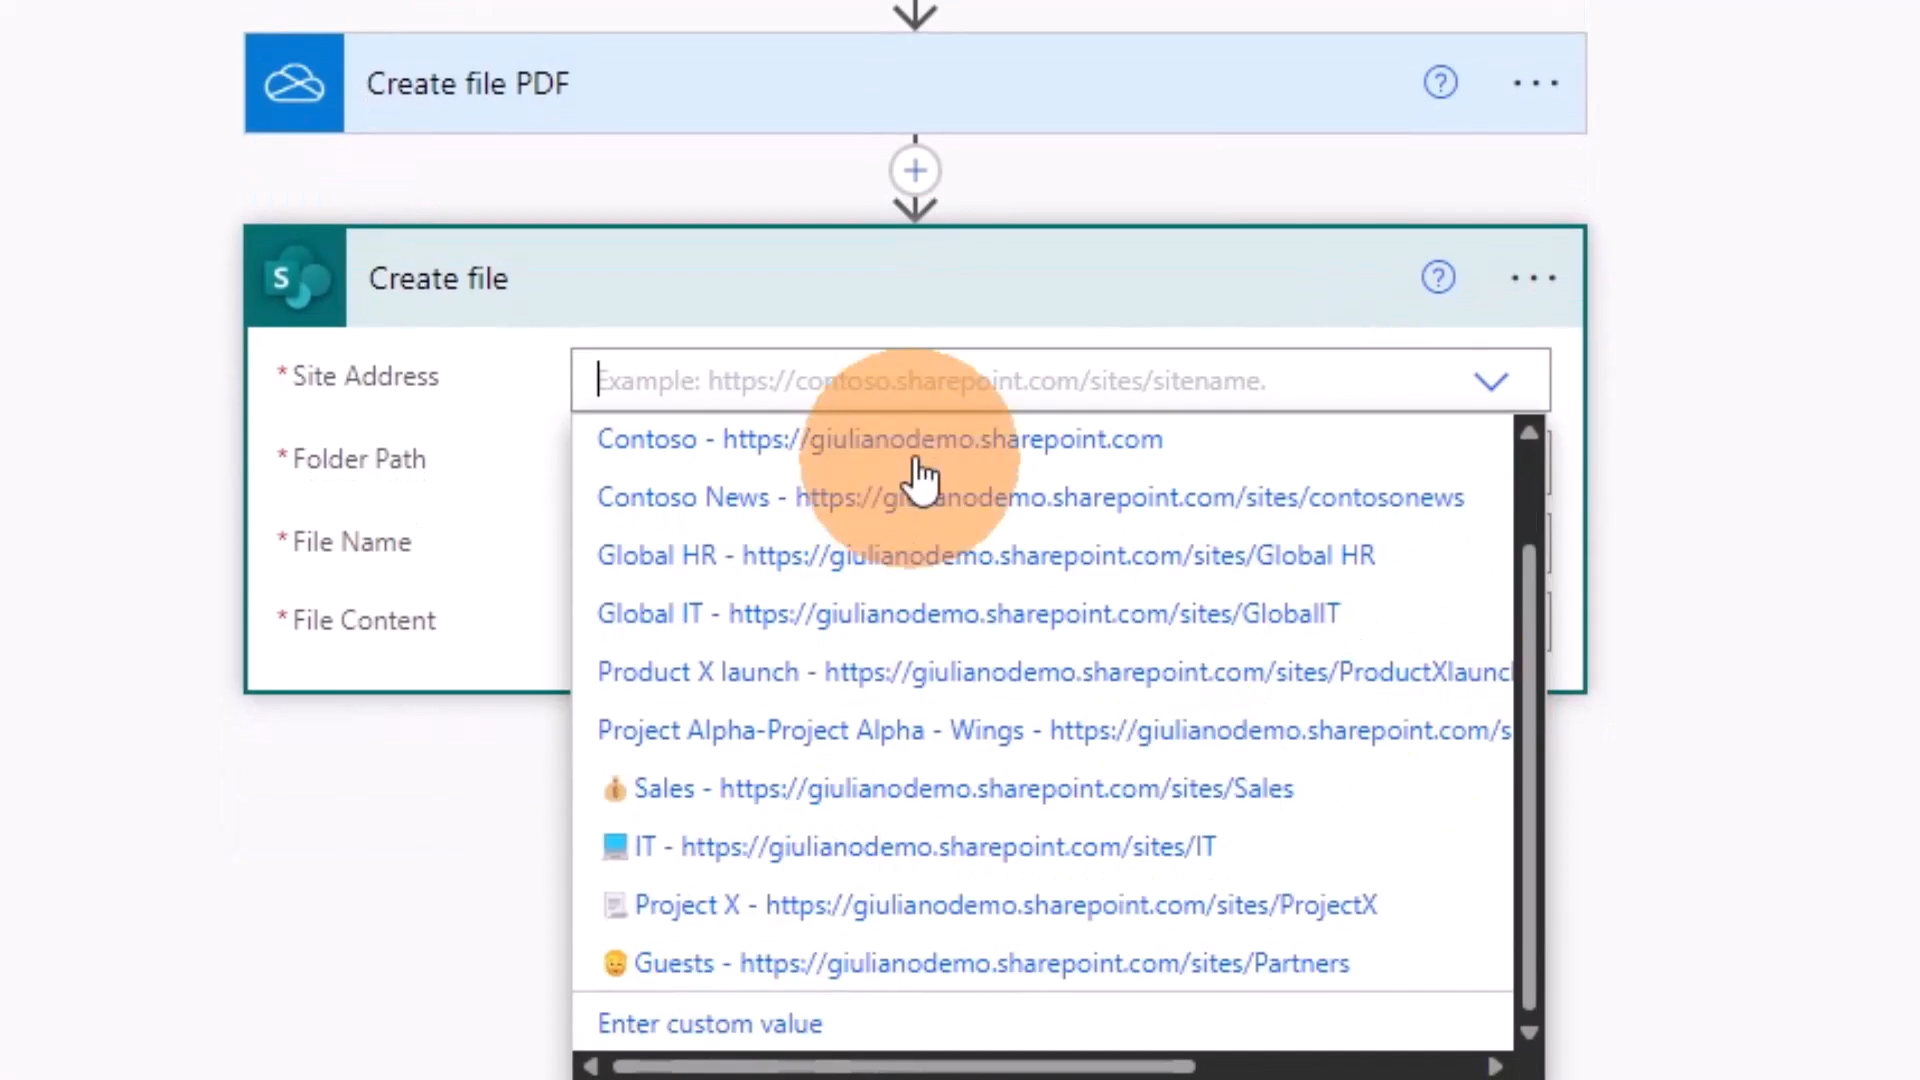 Create file PDF
S
Create file
* Site Address
Example: https://contoso.sharepoint.com/sites/sitename.
* Folder Path
* File Name
* File Content
Contoso - https://giulianodemo.sharepoint.com
Contoso News - https://giulianodemo.sharepoint.com/sites/contosonews
Global HR - https://giulianodemo.sharepoint.com/sites/Global HR
Global IT - https://giulianodemo.sharepoint.com/sites/GlobalIT
Product X launch - https://giulianodemo.sharepoint.com/sites/ProductXlaunc
Project Alpha-Project Alpha - Wings - https://giulianodemo.sharepoint.com/s
Sales - https://giulianodemo.sharepoint.com/sites/Sales
IT - https://giulianodemo.sharepoint.com/sites/IT
Project X - https://giulianodemo.sharepoint.com/sites/ProjectX
Guests - https://giulianodemo.sharepoint.com/sites/Partners
Enter custom value